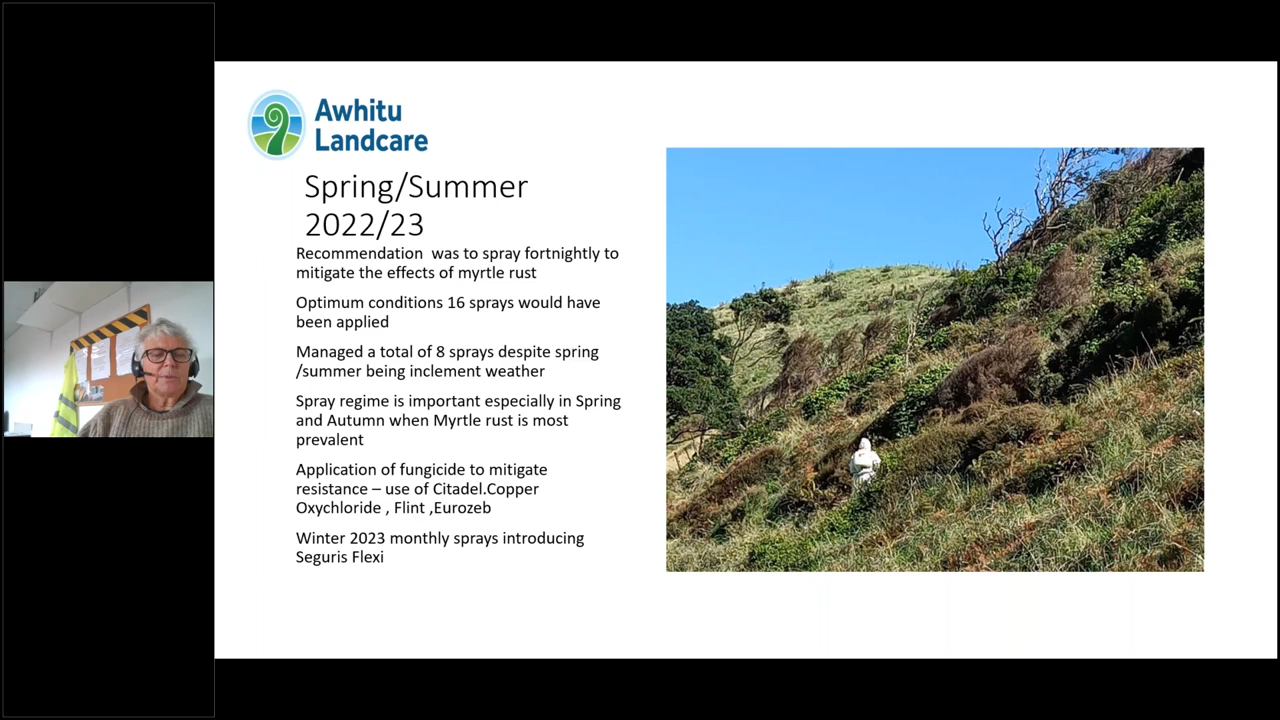 Awhitu
Landcare
Spring/Summer
2022/23
Recommendation was to spray fortnightly to
mitigate the effects of myrtle rust
Optimum conditions 16 sprays would have
been applied
Managed a total of 8 sprays despite spring
/summer being inclement weather
Spray regime is important especially in Spring
and Autumn when Myrtle rust is most
prevalent
Application of fungicide to mitigate
resistance – use of Citadel.Copper
Oxychloride , Flint ,Eurozeb
Winter 2023 monthly sprays introducing
Seguris Flexi